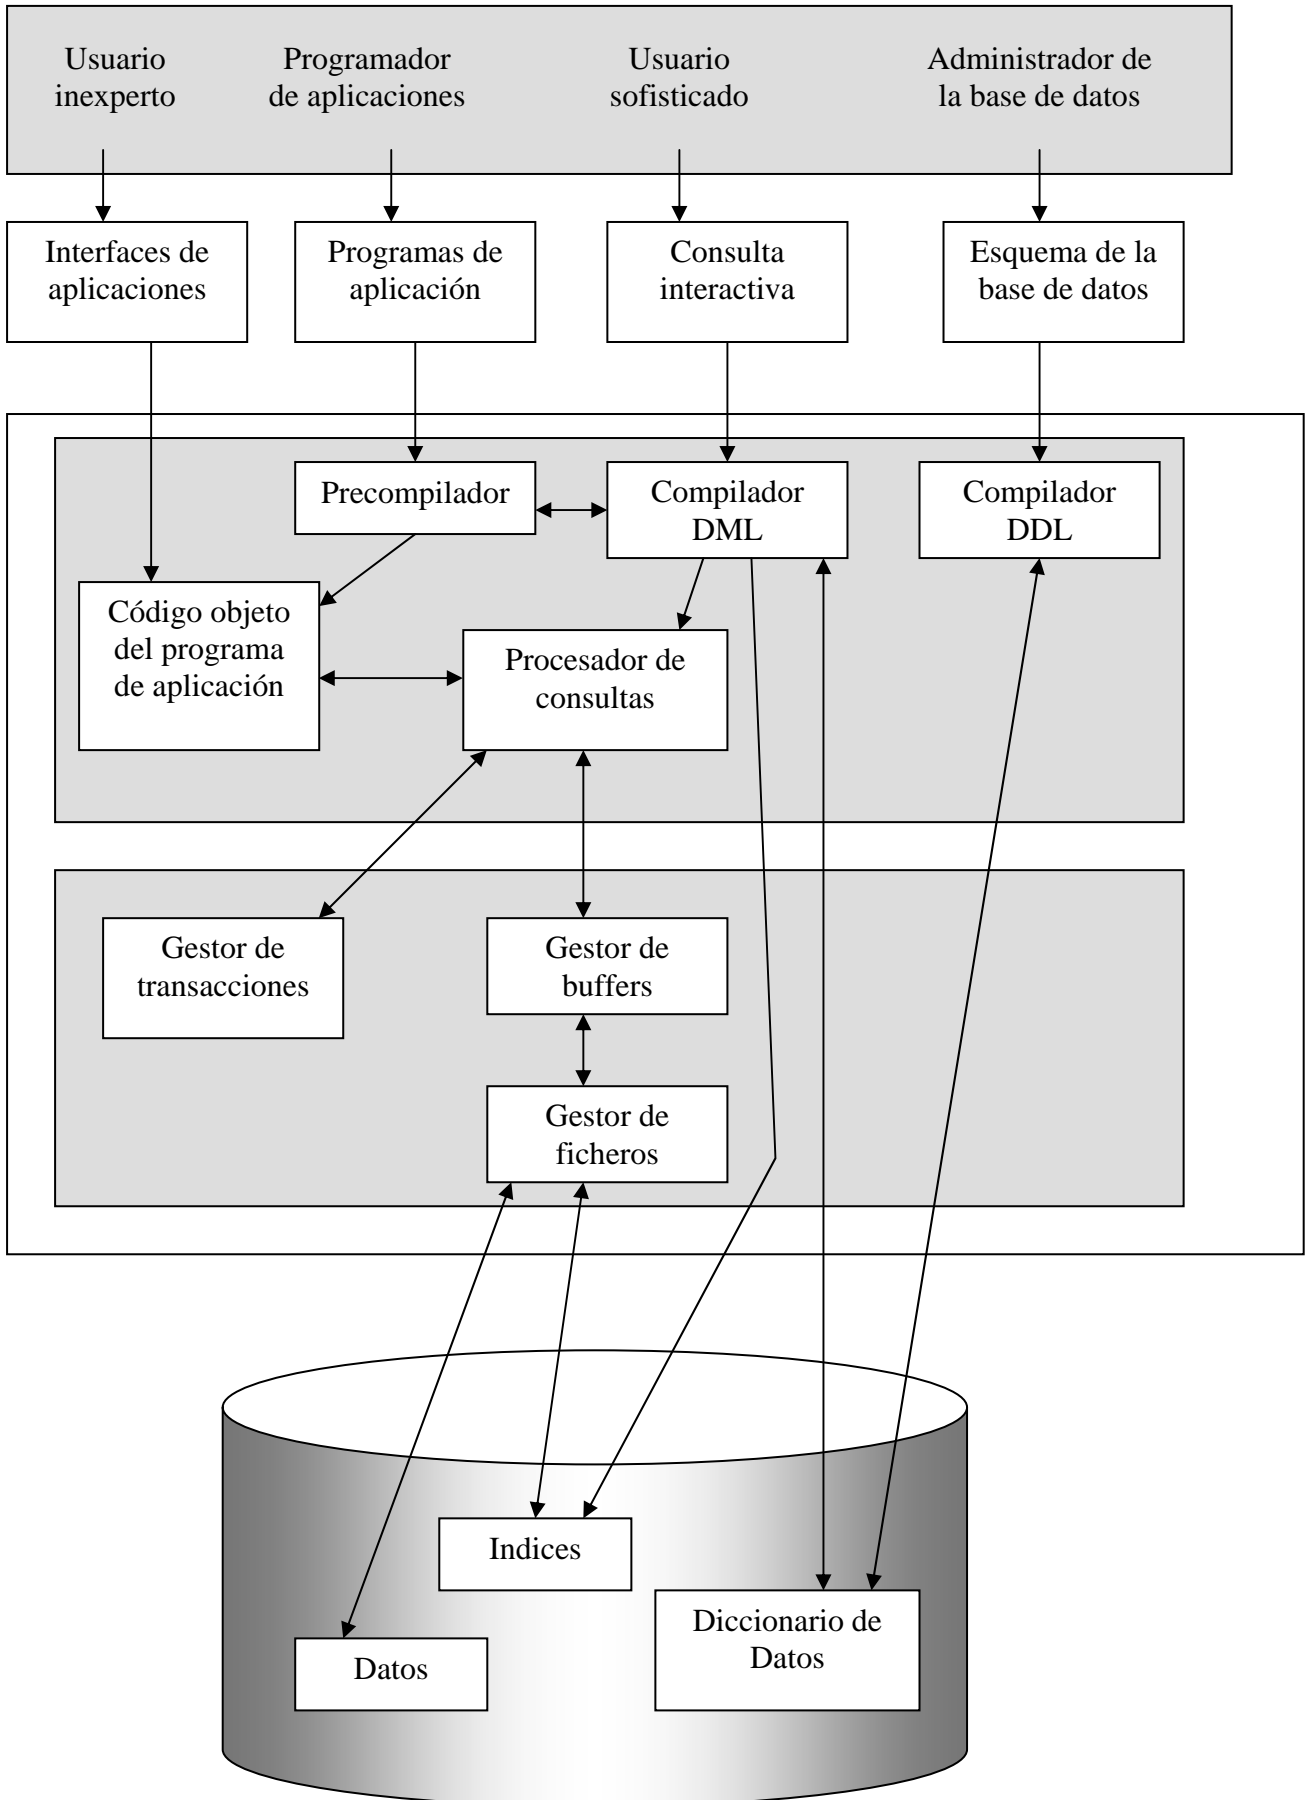 Usuario
inexperto
Programador
de aplicaciones
Usuario
sofisticado
Administrador de
la base de datos
Interfaces de
aplicaciones
Programas de
aplicación
Consulta
interactiva
Esquema de la
base de datos
Precompilador
Compilador
DML
Compilador
DDL
Código objeto
del programa
de aplicación
Procesador de
consultas
Gestor de
transacciones
Gestor de
buffers
Gestor de
ficheros
Indices
Diccionario de
Datos
Datos